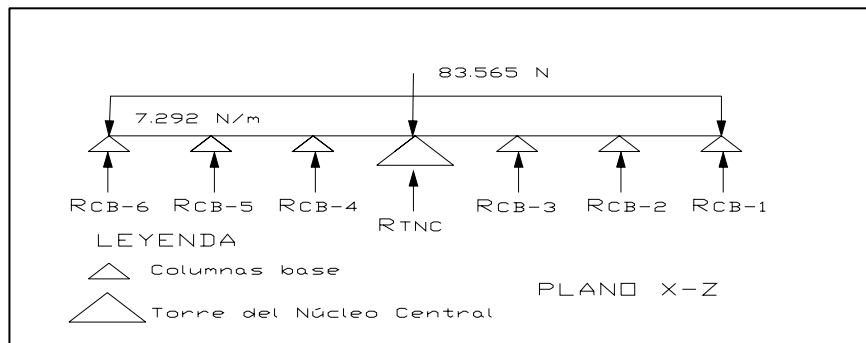 83.565 N
7.292 N/m
RCB-6 RCB-5 RCB-4 RTNC RCB-3 RCB-2 RCB-1
LEYENDA
Columnas base
PLANO X-Z
Torre del Núcleo Central